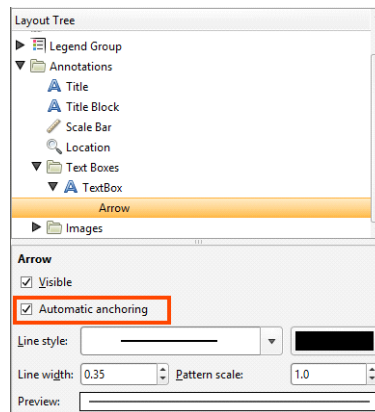 Layout Tree
Legend Group
Annotations
Title
Title Block
Scale Bar
Location
Text Boxes
TextBox
Arrow
Images
Arrow
Visible
Automatic anchoring
Line style:
Line width: 0.35 Pattern scale: 1.0
Preview: